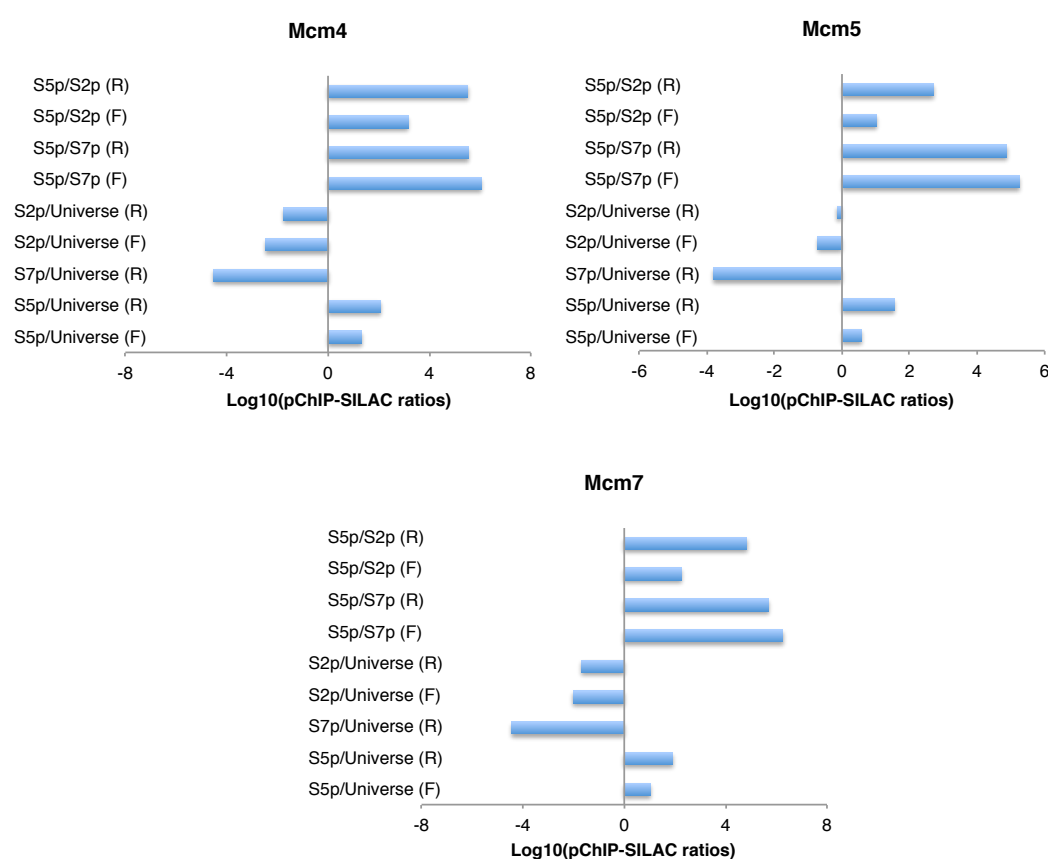 Mcm4
S5p/S2p (R)
S5p/S2p (F)
S5p/S7p (R)
S5p/S7p (F)
S2p/Universe (R)
S2p/Universe (F)
S7p/Universe (R)
S5p/Universe (R)
S5p/Universe (F)
-8 -4 0 4 8
Log10(pChIP-SILAC ratios)
Mcm5
S5p/S2p (R)
S5p/S2p (F)
S5p/S7p (R)
S5p/S7p (F)
S2p/Universe (R)
S2p/Universe (F)
S7p/Universe (R)
S5p/Universe (R)
S5p/Universe (F)
-6 -4 -2 0 2 4 6
Log10(pChIP-SILAC ratios)
Mcm7
S5p/S2p (R)
S5p/S2p (F)
S5p/S7p (R)
S5p/S7p (F)
S2p/Universe (R)
S2p/Universe (F)
S7p/Universe (R)
S5p/Universe (R)
S5p/Universe (F)
-8 -4 0 4 8
Log10(pChIP-SILAC ratios)